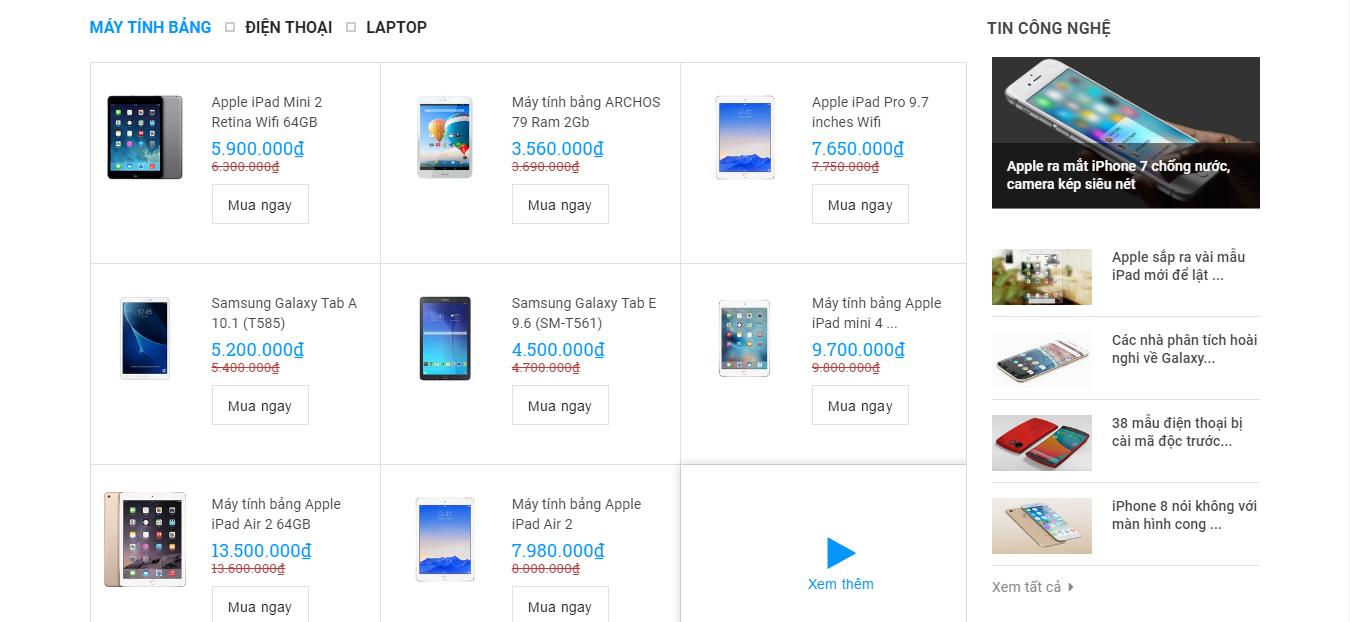 MÁY TÍNH BẢNG
ĐIỆN THOẠI
LAPTOP
Apple iPad Mini 2
Retina Wifi 64GB
5.900.000₫
6.300.000₫
Mua ngay
Máy tính bảng ARCHOS
79 Ram 2Gb
3.560.000₫
3.690.000₫
Mua ngay
Apple iPad Pro 9.7
inches Wifi
7.650.000₫
7.750.000₫
Mua ngay
Samsung Galaxy Tab A
10.1 (T585)
5.200.000₫
5.400.000₫
Mua ngay
Samsung Galaxy Tab E
9.6 (SM-T561)
4.500.000₫
4.700.000₫
Mua ngay
Máy tính bảng Apple
iPad mini 4 ...
9.700.000₫
9.800.000₫
Mua ngay
Máy tính bảng Apple
iPad Air 2 64GB
13.500.000₫
13.600.000₫
Mua ngay
Máy tính bảng Apple
iPad Air 2
7.980.000₫
8.000.000₫
Mua ngay
Xem thêm
TIN CÔNG NGHỆ
Apple ra mắt iPhone 7 chống nước,
camera kép siêu nét
Apple sắp ra vài mẫu
iPad mới để lật ...
Các nhà phân tích hoài
nghi về Galaxy...
38 mẫu điện thoại bị
cài mã độc trước...
iPhone 8 nói không với
màn hình cong ...
Xem tất cả